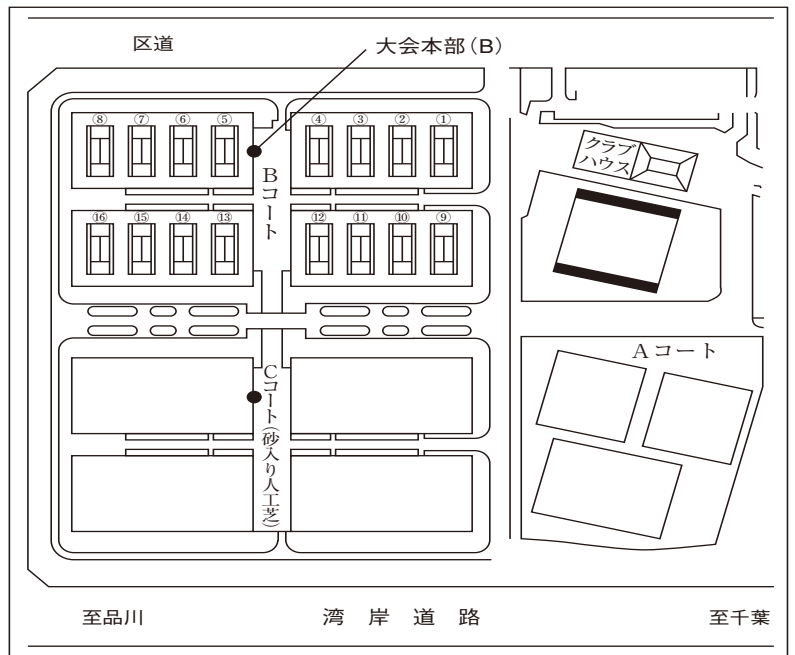 区道
大会本部(B)
⑧ ⑦ ⑥ ⑤ ④ ③ ② ①
クラブ
ハウス
Bコート
⑯ ⑮ ⑭ ⑬ ⑫ ⑪ ⑩ ⑨
Aコート
Cコート(砂入り人工芝)
至品川 湾岸道路 至千葉